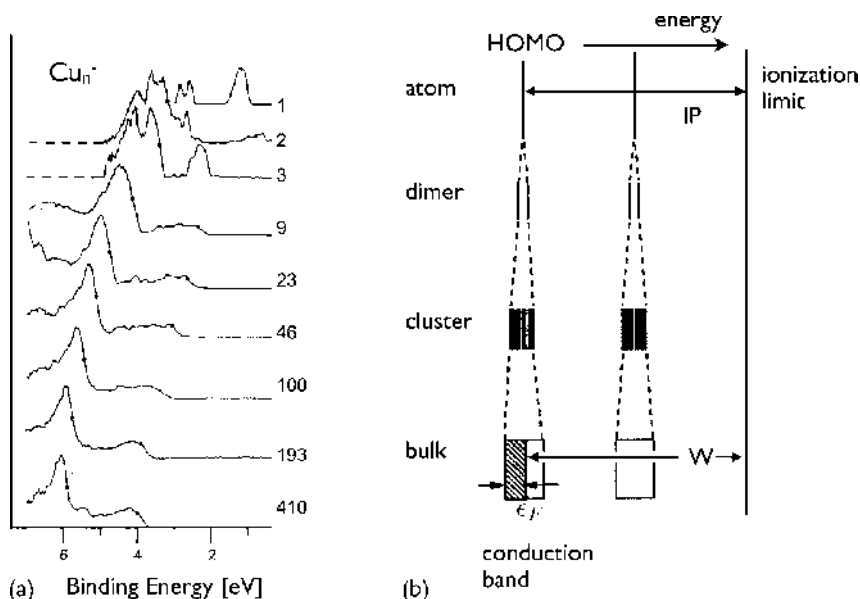 Cuₙ⁻
1
2
3
9
23
46
100
193
410
6 4 2
(a) Binding Energy [eV]
energy
HOMO
atom
ionization
limit
IP
dimer
cluster
bulk
W
ϵF
conduction
band
(b)